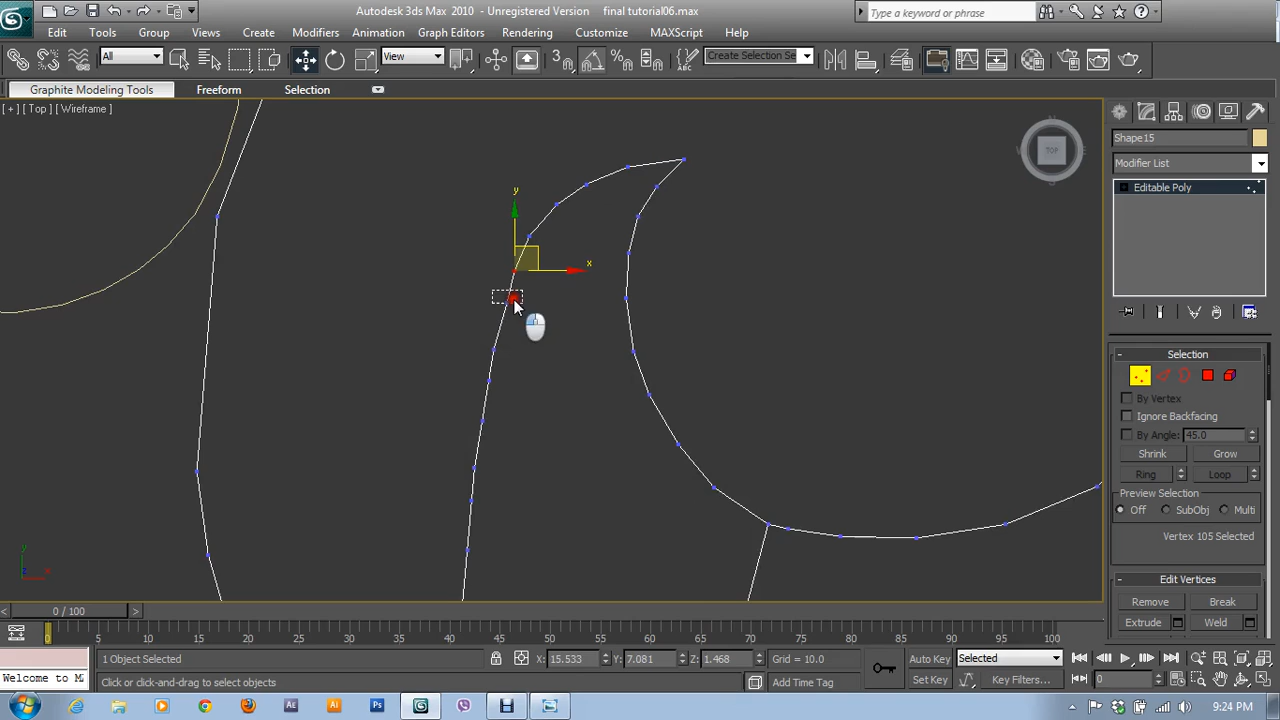 Autodesk 3ds Max 2010 - Unregistered Version final tutorial06.max
Type a keyword or phrase
Edit Tools Group Views Create Modifiers Animation Graph Editors Rendering Customize MAXScript Help
All View Create Selection Se
Graphite Modeling Tools Freeform Selection
[ + ] [ Top ] [ Wireframe ]
TOP
Shape15
Modifier List
Editable Poly
y
x
- Selection
By Vertex
Ignore Backfacing
By Angle: 45.0
Shrink Grow
Ring Loop
Preview Selection
Off SubObj Multi
Vertex 105 Selected
- Edit Vertices
Remove Break
Extrude Weld
0 / 100
0 5 10 15 20 25 30 35 40 45 50 55 60 65 70 75 80 85 90 95 100
1 Object Selected X: 15.533 Y: 7.081 Z: 1.468 Grid = 10.0 Auto Key Selected
Welcome to M Click or click-and-drag to select objects Add Time Tag Set Key Key Filters... 0
9:24 PM